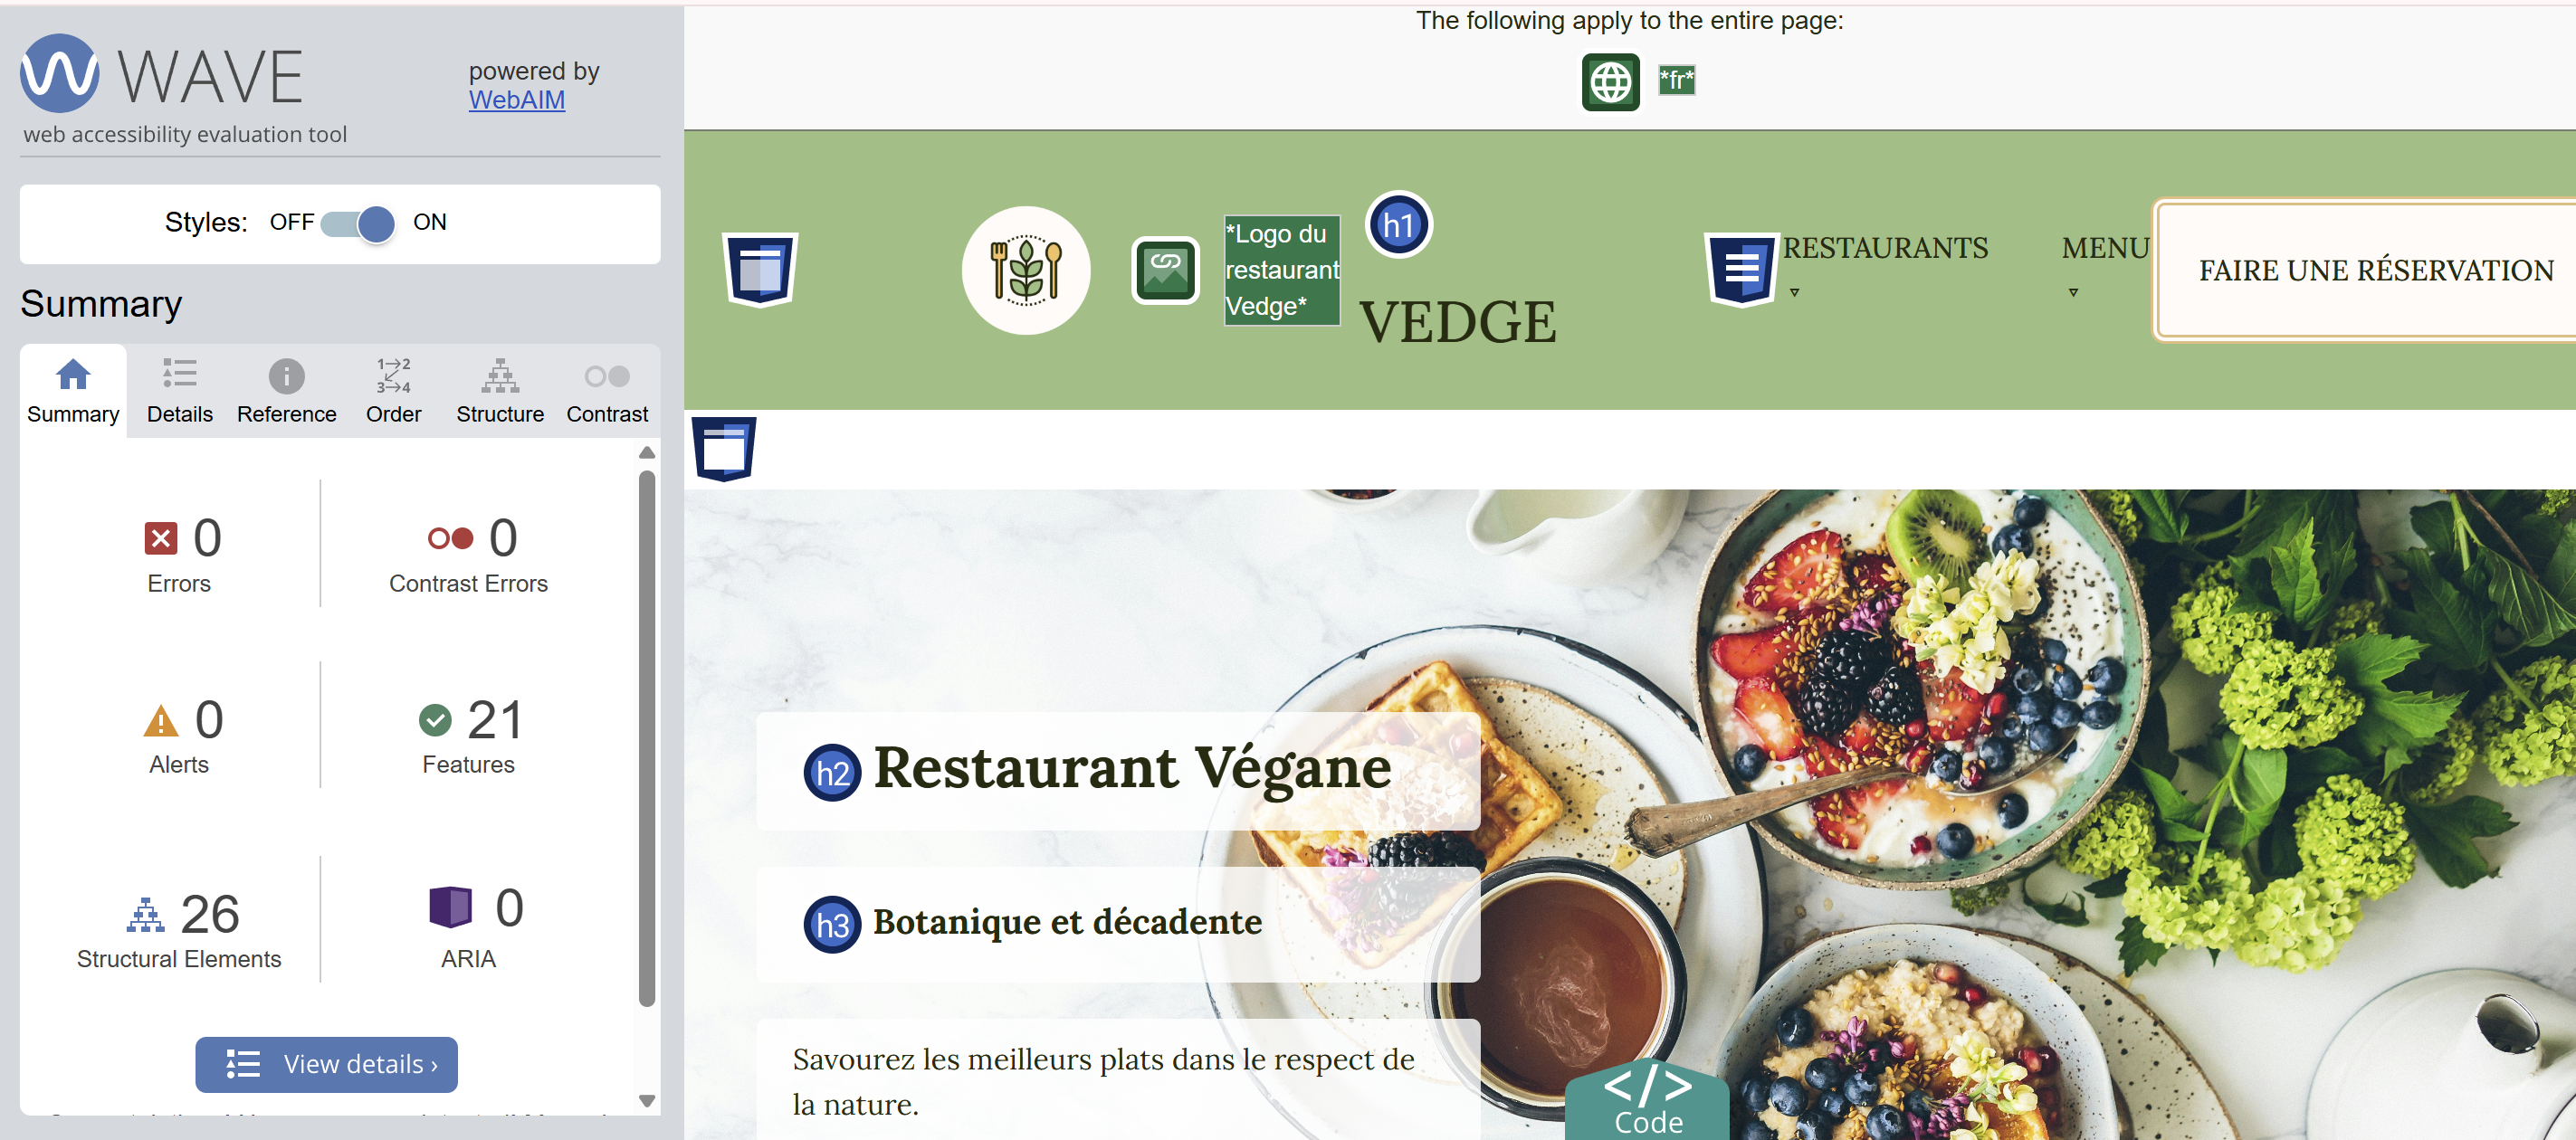 WAVE
powered by
WebAIM
web accessibility evaluation tool
Styles: OFF ON
Summary
Summary
Details
Reference
1→2
3→4
Order
Structure
Contrast
0
Errors
0
Contrast Errors
0
Alerts
21
Features
26
Structural Elements
0
ARIA
View details ›
The following apply to the entire page:
*fr*
*Logo du
restaurant
Vedge*
h1
VEDGE
RESTAURANTS
▿
MENU
▿
FAIRE UNE RÉSERVATION
h2 Restaurant Végane
h3 Botanique et décadente
Savourez les meilleurs plats dans le respect de
la nature.
</>
Code